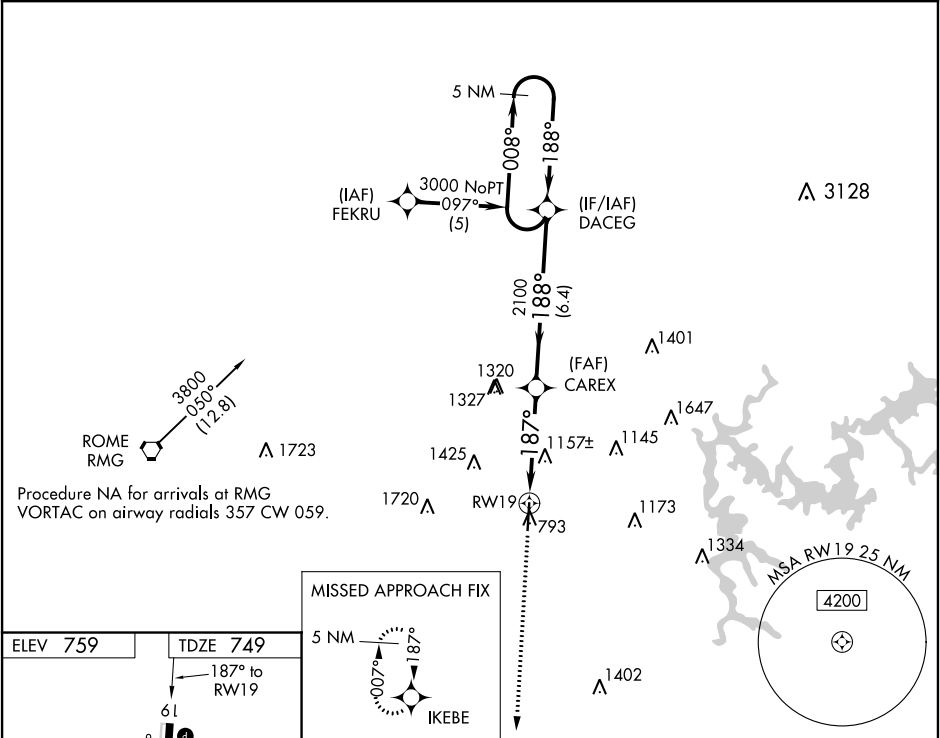 5 NM
008°
188°
(IAF)
FEKRU
3000 NoPT
097°
(5)
(IF/IAF)
DACEG
3128
2100
188°
(6.4)
1401
(FAF)
CAREX
1320
1327
3800
050°
(12.8)
ROME
RMG
1723
187°
1647
1425
1157±
1145
Procedure NA for arrivals at RMG
VORTAC on airway radials 357 CW 059.
1720
RW19
793
1173
1334
MSA RW19 25 NM
4200
MISSED APPROACH FIX
5 NM
187°
007°
IKEBE
1402
ELEV 759
TDZE 749
187° to
RW19
19
P